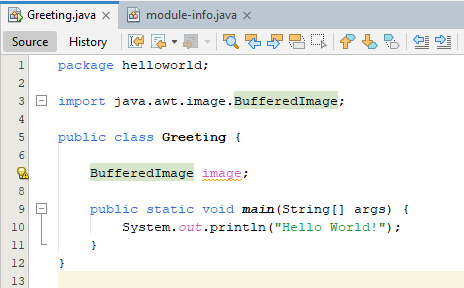 Greeting.java module-info.java
Source History
1 package helloworld;
2
3 import java.awt.image.BufferedImage;
4
5 public class Greeting {
6
BufferedImage image;
8
9 public static void main(String[] args) {
10 System.out.println("Hello World!");
11 }
12 }
13